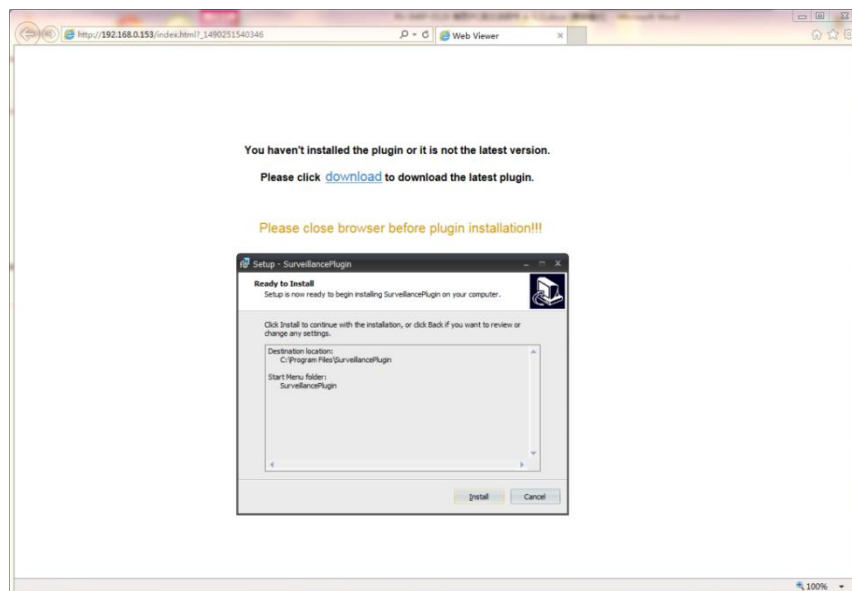 http://192.168.0.153/index.html?_1490251540346
Web Viewer
You haven't installed the plugin or it is not the latest version.
Please click download to download the latest plugin.
Please close browser before plugin installation!!!
Setup - SurveillancePlugin
Ready to Install
Setup is now ready to begin installing SurveillancePlugin on your computer.
Click Install to continue with the installation, or click Back if you want to review or
change any settings.
Destination location:
C:\Program Files\SurveillancePlugin
Start Menu folder:
SurveillancePlugin
Install
Cancel
100%